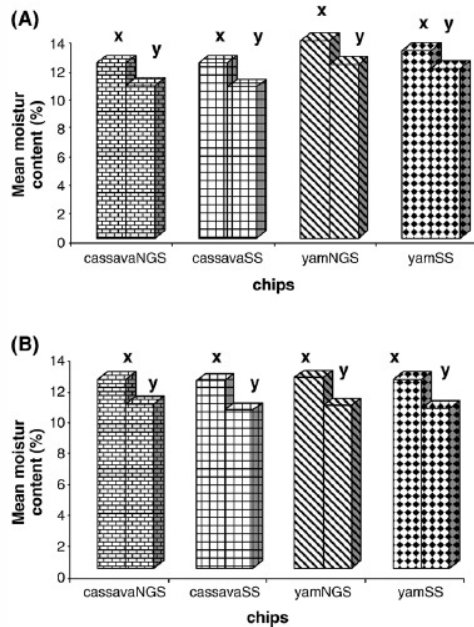 (A)
x y x y x y x y
14
12
10
8
6
4
2
0
Mean moistur
content (%)
cassavaNGS cassavaSS yamNGS yamSS
chips
(B)
x y x y x y x y
14
12
10
8
6
4
2
0
Mean moistur
content (%)
cassavaNGS cassavaSS yamNGS yamSS
chips